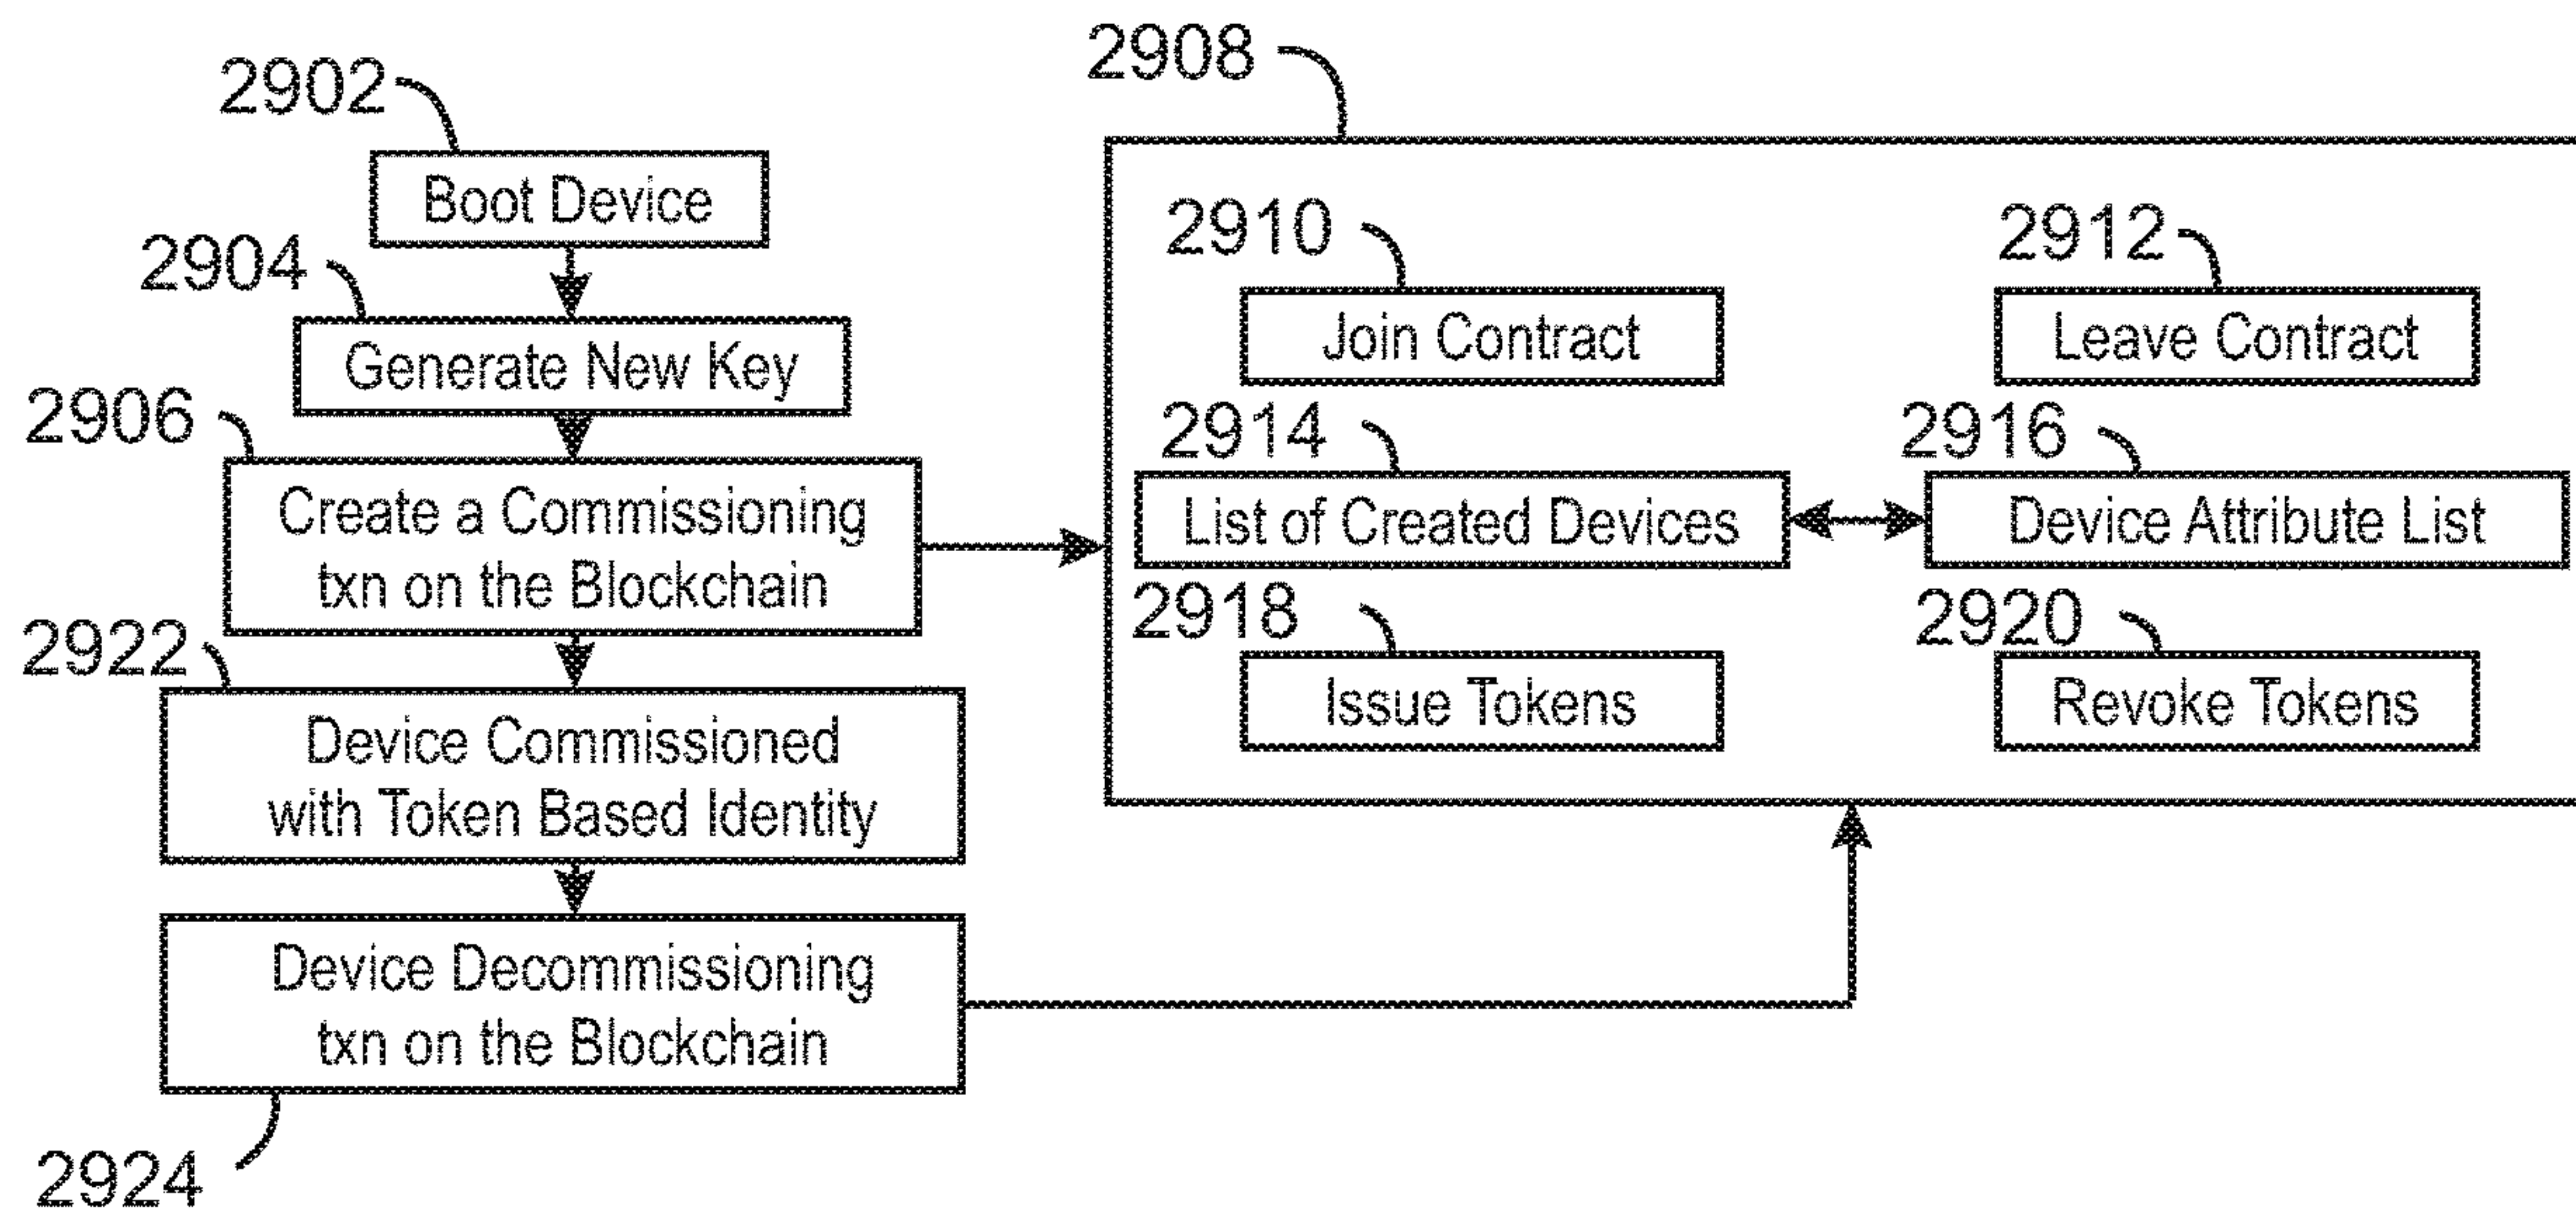 2902
Boot Device
2904
Generate New Key
2906
Create a Commissioning
txn on the Blockchain
2922
Device Commissioned
with Token Based Identity
Device Decommissioning
txn on the Blockchain
2924
2908
2910
Join Contract
2912
Leave Contract
2914
List of Created Devices
2916
Device Attribute List
2918
Issue Tokens
2920
Revoke Tokens